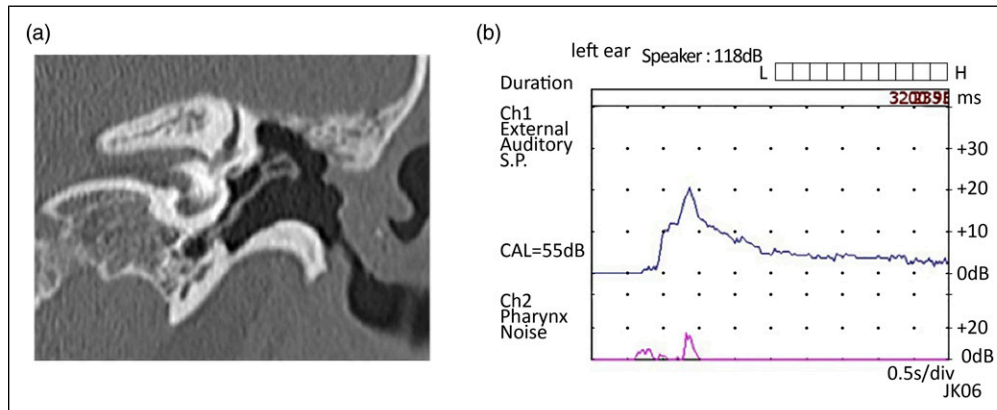 (a)
(b)
left ear Speaker : 118dB
L H
Duration
ms
Ch1
External
Auditory
S.P.
+30
+20
+10
CAL=55dB
0dB
Ch2
Pharynx
Noise
+20
0dB
0.5s/div
JK06